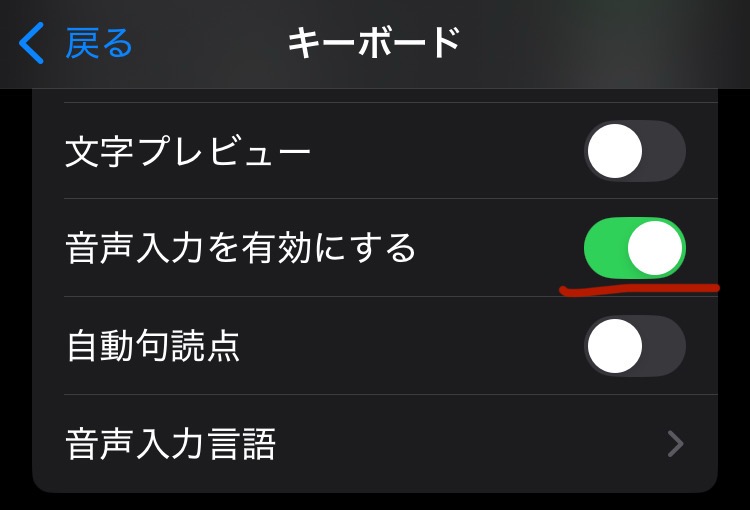 戻る
キーボード
文字プレビュー
音声入力を有効にする
自動句読点
音声入力言語